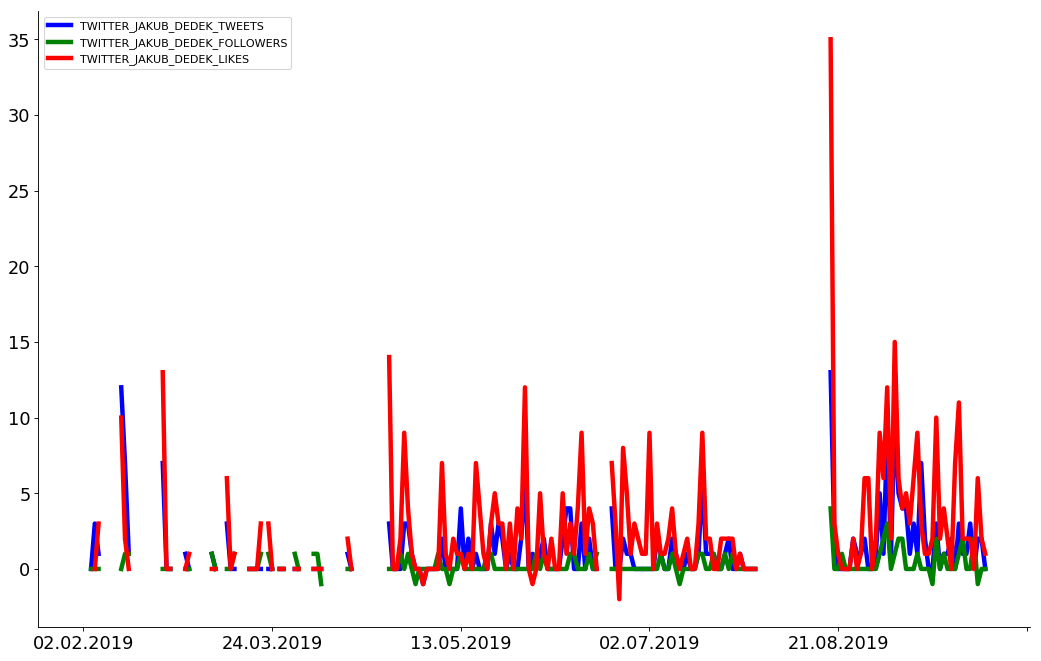 TWITTER_JAKUB_DEDEK_TWEETS
TWITTER_JAKUB_DEDEK_FOLLOWERS
TWITTER_JAKUB_DEDEK_LIKES
35
30
25
20
15
10
5
0
02.02.2019 24.03.2019 13.05.2019 02.07.2019 21.08.2019